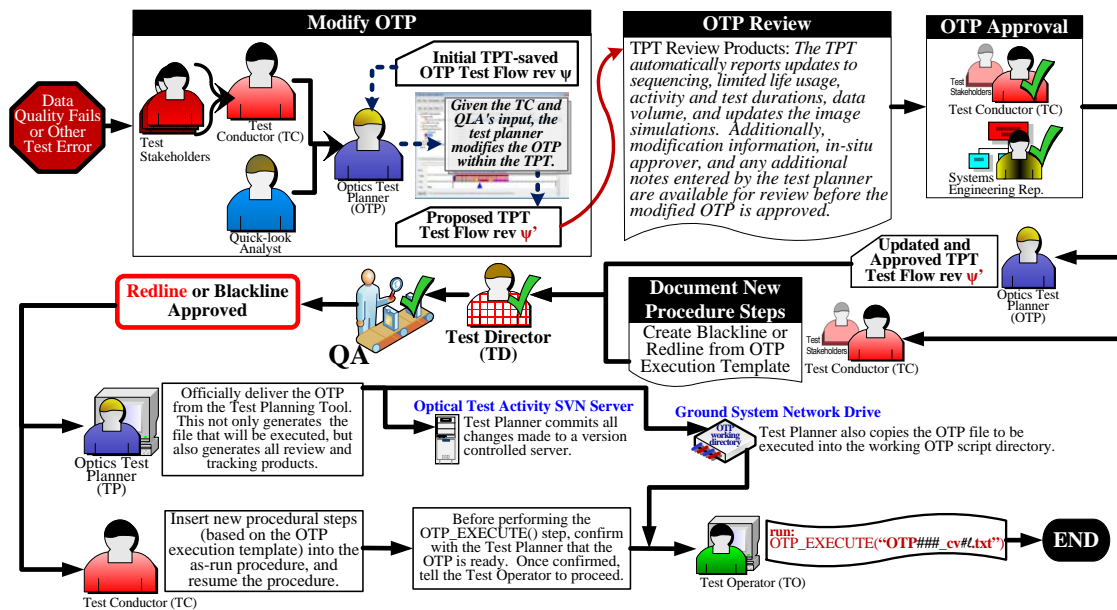 Modify OTP
Data
Quality Fails
or Other
Test Error
Test
Stakeholders
Test
Conductor (TC)
Quick-look
Analyst
Optics Test
Planner
(OTP)
Initial TPT-saved
OTP Test Flow rev ψ
Given the TC and
QLA's input, the
test planner
modifies the OTP
within the TPT.
Proposed TPT
Test Flow rev ψ’
OTP Review
TPT Review Products: The TPT
automatically reports updates to
sequencing, limited life usage,
activity and test durations, data
volume, and updates the image
simulations. Additionally,
modification information, in-situ
approver, and any additional
notes entered by the test planner
are available for review before the
modified OTP is approved.
OTP Approval
Test
Stakeholders
Test Conductor (TC)
Systems
Engineering Rep.
Updated and
Approved TPT
Test Flow rev ψ’
Optics Test
Planner
(OTP)
Document New
Procedure Steps
Create Blackline or
Redline from OTP
Execution Template
Test
Stakeholders
Test Conductor (TC)
Test Director
(TD)
QA
Redline or Blackline
Approved
Optics Test
Planner
(TP)
Officially deliver the OTP
from the Test Planning Tool.
This not only generates the
file that will be executed, but
also generates all review and
tracking products.
Optical Test Activity SVN Server
Test Planner commits all
changes made to a version
controlled server.
Ground System Network Drive
OTP
working
directory
Test Planner also copies the OTP file to be
executed into the working OTP script directory.
Test Conductor (TC)
Insert new procedural steps
(based on the OTP
execution template) into the
as-run procedure, and
resume the procedure.
Before performing the
OTP_EXECUTE() step, confirm
with the Test Planner that the
OTP is ready. Once confirmed,
tell the Test Operator to proceed.
Test Operator (TO)
run:
OTP_EXECUTE(“OTP###_cv#ℓ.txt”)
END